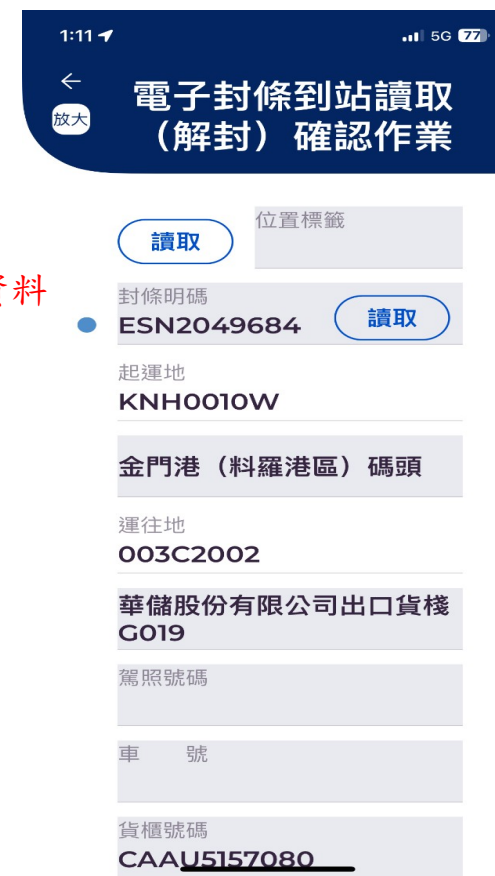 1:11
5G 77
放大
電子封條到站讀取
（解封）確認作業
讀取
位置標籤
料
封條明碼
ESN2049684
讀取
起運地
KNH0010W
金門港（料羅港區）碼頭
運往地
003C2002
華儲股份有限公司出口貨棧
G019
駕照號碼
車 號
貨櫃號碼
CAAU5157080